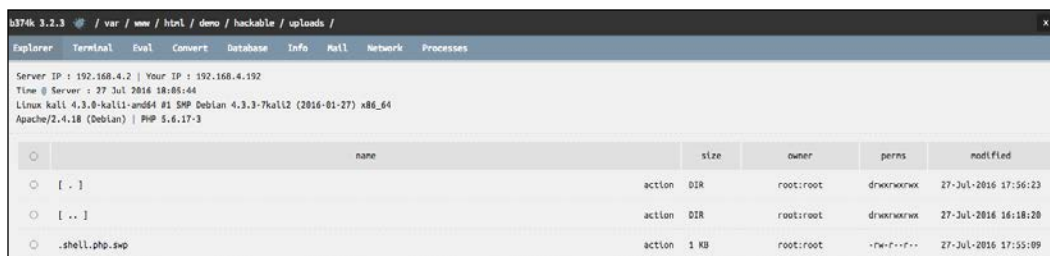 b374k 3.2.3 / var / www / html / demo / hackable / uploads / x
Explorer Terminal Eval Convert Database Info Mail Network Processes
Server IP : 192.168.4.2 | Your IP : 192.168.4.192
Time @ Server : 27 Jul 2016 18:05:44
Linux kali 4.3.0-kali1-amd64 #1 SMP Debian 4.3.3-7kali2 (2016-01-27) x86_64
Apache/2.4.18 (Debian) | PHP 5.6.17-3
name size owner perms modified
[ . ] action DIR root:root drwxrwxrwx 27-Jul-2016 17:56:23
[ .. ] action DIR root:root drwxrwxrwx 27-Jul-2016 16:18:20
.shell.php.swp action 1 KB root:root -rw-r--r-- 27-Jul-2016 17:55:09